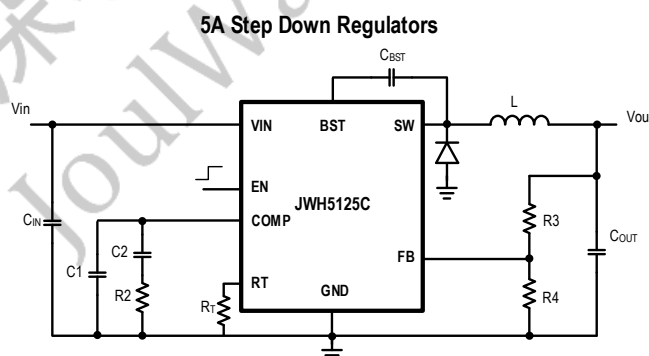 5A Step Down Regulators
CBST
Vin
VIN
BST
SW
L
Vou
EN
JWH5125C
CIN
COMP
C1
C2
R2
RT
RT
GND
FB
R3
R4
COUT